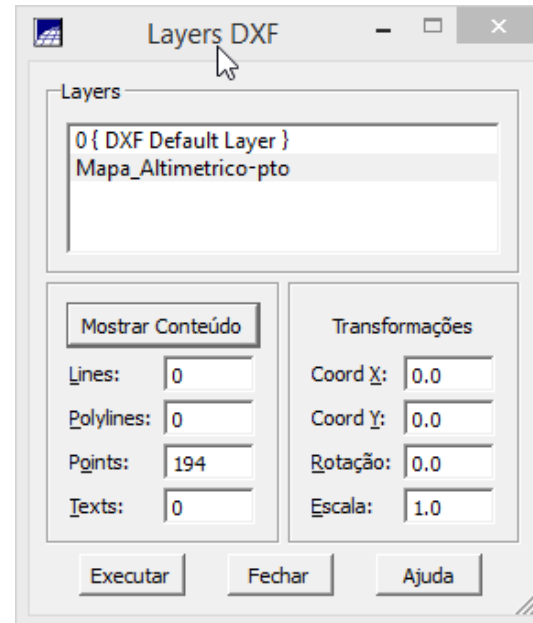 Layers DXF
Layers
0 { DXF Default Layer }
Mapa_Altimetrico-pto
Mostrar Conteúdo
Lines: 0
Polylines: 0
Points: 194
Texts: 0
Transformações
Coord X: 0.0
Coord Y: 0.0
Rotação: 0.0
Escala: 1.0
Executar Fechar Ajuda